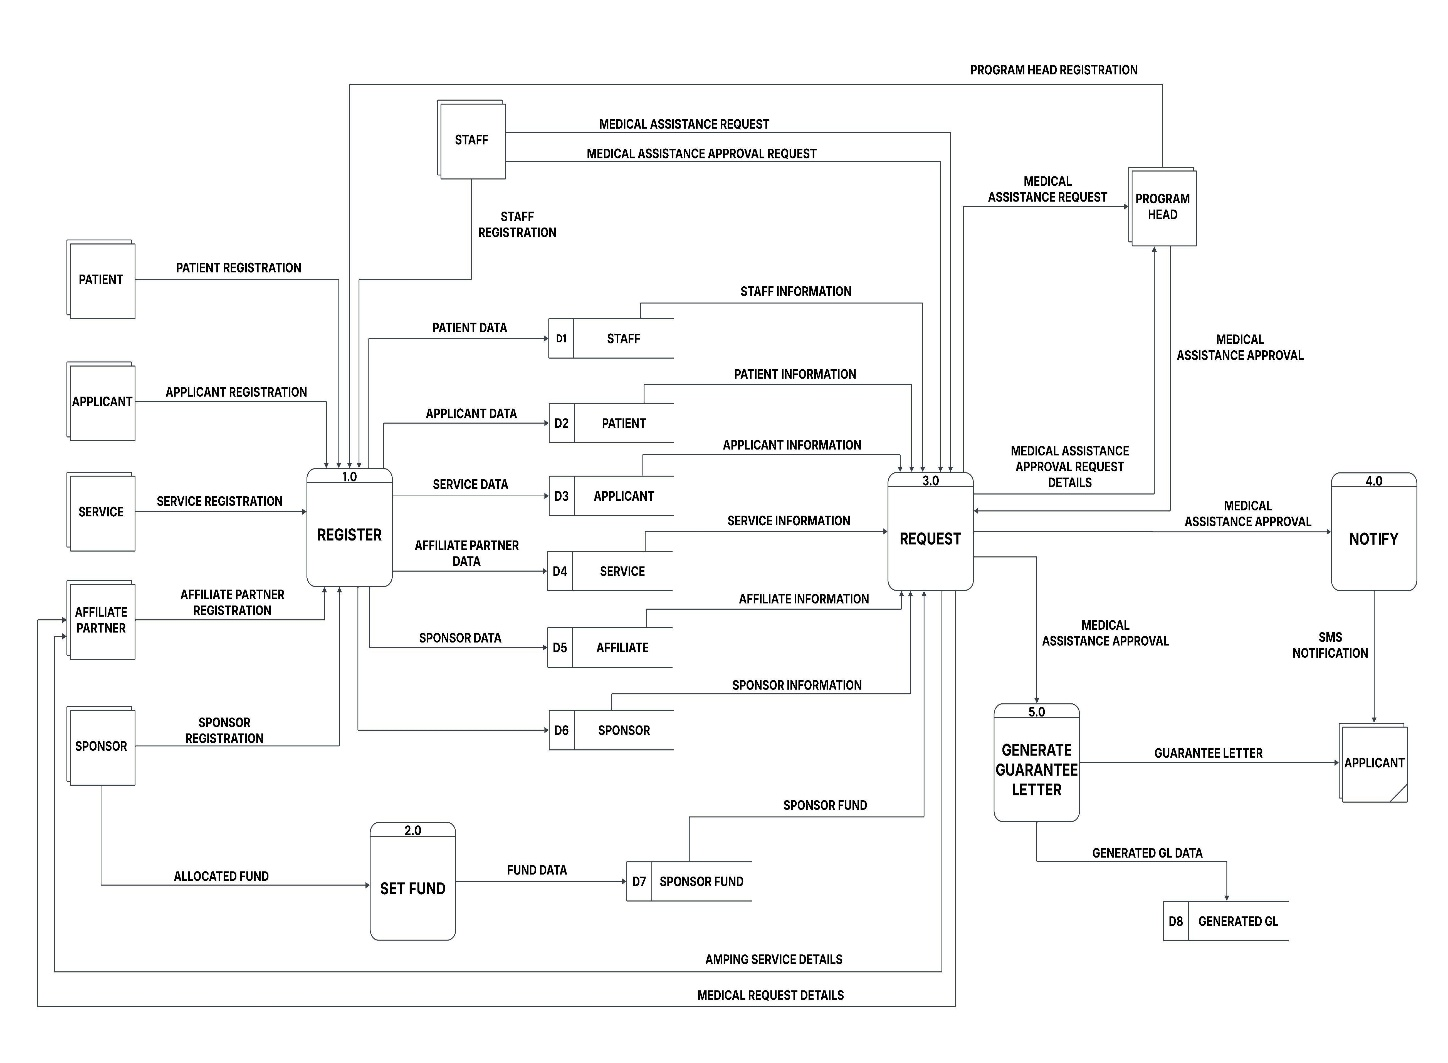 PROGRAM HEAD REGISTRATION
STAFF
MEDICAL ASSISTANCE REQUEST
MEDICAL ASSISTANCE APPROVAL REQUEST
MEDICAL
ASSISTANCE REQUEST
PROGRAM
HEAD
STAFF
REGISTRATION
PATIENT
PATIENT REGISTRATION
STAFF INFORMATION
PATIENT DATA
D1
STAFF
MEDICAL
ASSISTANCE APPROVAL
PATIENT INFORMATION
APPLICANT
APPLICANT REGISTRATION
APPLICANT DATA
D2
PATIENT
APPLICANT INFORMATION
MEDICAL ASSISTANCE
APPROVAL REQUEST
DETAILS
1.0
REGISTER
SERVICE
SERVICE REGISTRATION
SERVICE DATA
D3
APPLICANT
3.0
REQUEST
4.0
NOTIFY
SERVICE INFORMATION
MEDICAL
ASSISTANCE APPROVAL
AFFILIATE PARTNER
DATA
D4
SERVICE
AFFILIATE
PARTNER
AFFILIATE PARTNER
REGISTRATION
AFFILIATE INFORMATION
SPONSOR DATA
D5
AFFILIATE
MEDICAL
ASSISTANCE APPROVAL
SMS
NOTIFICATION
SPONSOR INFORMATION
SPONSOR
SPONSOR
REGISTRATION
D6
SPONSOR
5.0
GENERATE
GUARANTEE
LETTER
GUARANTEE LETTER
APPLICANT
SPONSOR FUND
2.0
SET FUND
ALLOCATED FUND
FUND DATA
D7
SPONSOR FUND
GENERATED GL DATA
D8
GENERATED GL
AMPING SERVICE DETAILS
MEDICAL REQUEST DETAILS